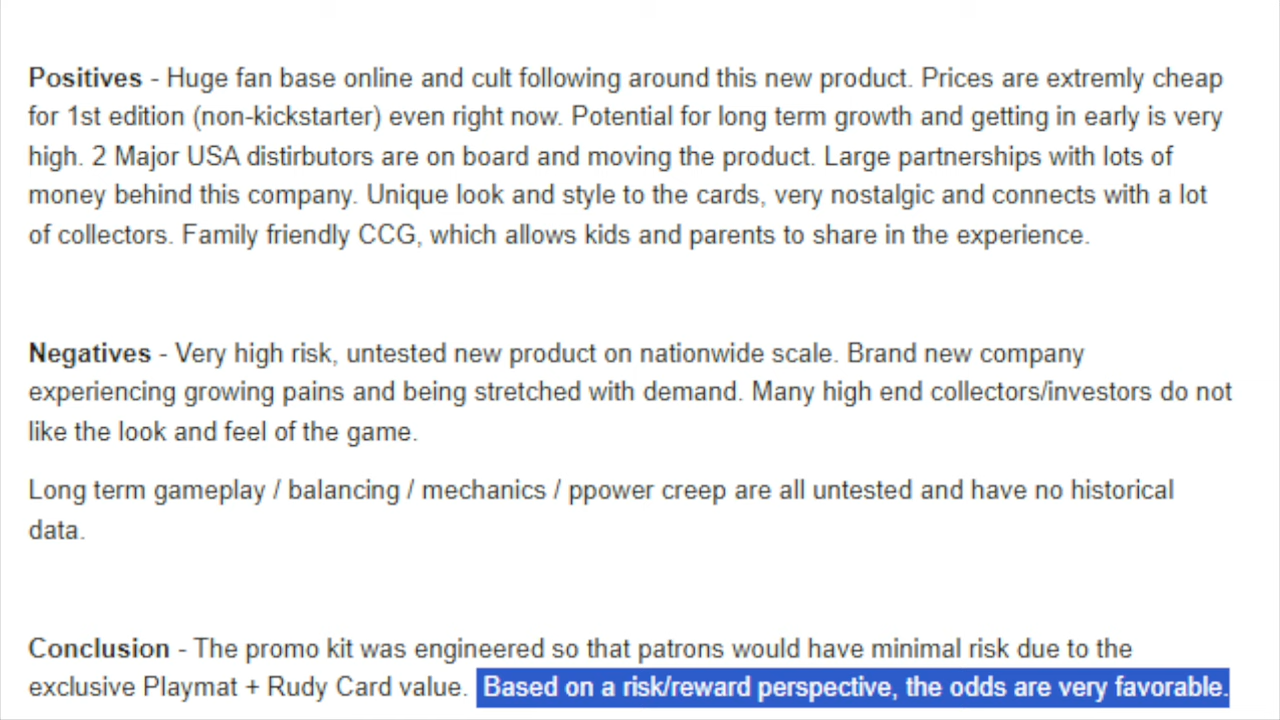 Positives - Huge fan base online and cult following around this new product. Prices are extremly cheap
for 1st edition (non-kickstarter) even right now. Potential for long term growth and getting in early is very
high. 2 Major USA distirbutors are on board and moving the product. Large partnerships with lots of
money behind this company. Unique look and style to the cards, very nostalgic and connects with a lot
of collectors. Family friendly CCG, which allows kids and parents to share in the experience.
Negatives - Very high risk, untested new product on nationwide scale. Brand new company
experiencing growing pains and being stretched with demand. Many high end collectors/investors do not
like the look and feel of the game.
Long term gameplay / balancing / mechanics / ppower creep are all untested and have no historical
data.
Conclusion - The promo kit was engineered so that patrons would have minimal risk due to the
exclusive Playmat + Rudy Card value. Based on a risk/reward perspective, the odds are very favorable.